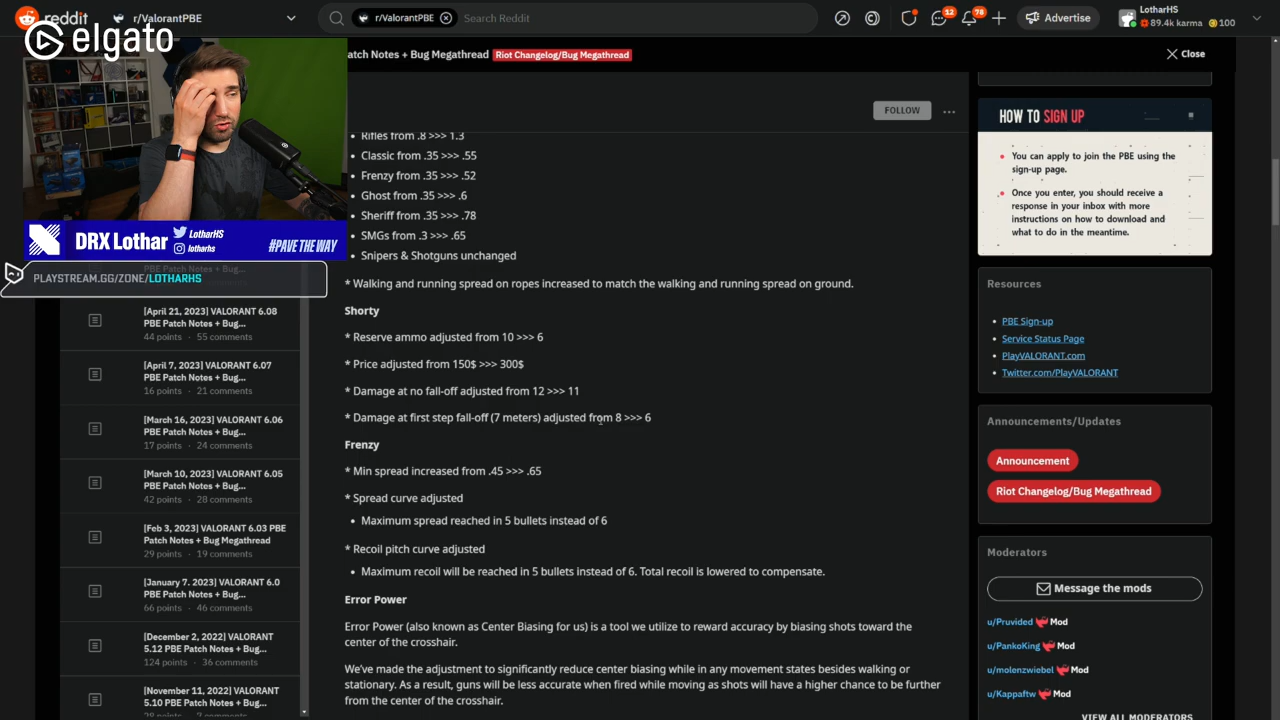 reddit
r/ValorantPBE
r/ValorantPBE
Search Reddit
12
78
Advertise
LotharHS
89.4k karma
100
elgato
atch Notes + Bug Megathread
Riot Changelog/Bug Megathread
Close
FOLLOW
Rifles from .8 >>> 1.3
Classic from .35 >>> .55
Frenzy from .35 >>> .52
Ghost from .35 >>> .6
Sheriff from .35 >>> .78
SMGs from .3 >>> .65
Snipers & Shotguns unchanged
* Walking and running spread on ropes increased to match the walking and running spread on ground.
Shorty
* Reserve ammo adjusted from 10 >>> 6
* Price adjusted from 150$ >>> 300$
* Damage at no fall-off adjusted from 12 >>> 11
* Damage at first step fall-off (7 meters) adjusted from 8 >>> 6
Frenzy
* Min spread increased from .45 >>> .65
* Spread curve adjusted
Maximum spread reached in 5 bullets instead of 6
* Recoil pitch curve adjusted
Maximum recoil will be reached in 5 bullets instead of 6. Total recoil is lowered to compensate.
Error Power
Error Power (also known as Center Biasing for us) is a tool we utilize to reward accuracy by biasing shots toward the
center of the crosshair.
We've made the adjustment to significantly reduce center biasing while in any movement states besides walking or
stationary. As a result, guns will be less accurate when fired while moving as shots will have a higher chance to be further
from the center of the crosshair.
DRX Lothar
LotharHS
lotharhs
#PAVE THE WAY
PLAYSTREAM.GG/ZONE/LOTHARHS
PBE Patch Notes + Bug...
[April 21, 2023] VALORANT 6.08
PBE Patch Notes + Bug...
44 points · 55 comments
[April 7, 2023] VALORANT 6.07
PBE Patch Notes + Bug...
16 points · 21 comments
[March 16, 2023] VALORANT 6.06
PBE Patch Notes + Bug...
17 points · 24 comments
[March 10, 2023] VALORANT 6.05
PBE Patch Notes + Bug...
42 points · 28 comments
[Feb 3, 2023] VALORANT 6.03 PBE
Patch Notes + Bug Megathread
29 points · 19 comments
[January 7. 2023] VALORANT 6.0
PBE Patch Notes + Bug...
66 points · 46 comments
[December 2, 2022] VALORANT
5.12 PBE Patch Notes + Bug...
124 points · 36 comments
[November 11, 2022] VALORANT
5.10 PBE Patch Notes + Bug...
HOW TO SIGN UP
You can apply to join the PBE using the
sign-up page.
Once you enter, you should receive a
response in your inbox with more
instructions on how to download and
what to do in the meantime.
Resources
PBE Sign-up
Service Status Page
PlayVALORANT.com
Twitter.com/PlayVALORANT
Announcements/Updates
Announcement
Riot Changelog/Bug Megathread
Moderators
Message the mods
u/Pruvided Mod
u/PankoKing Mod
u/molenzwiebel Mod
u/Kappaftw Mod
VIEW ALL MODERATORS